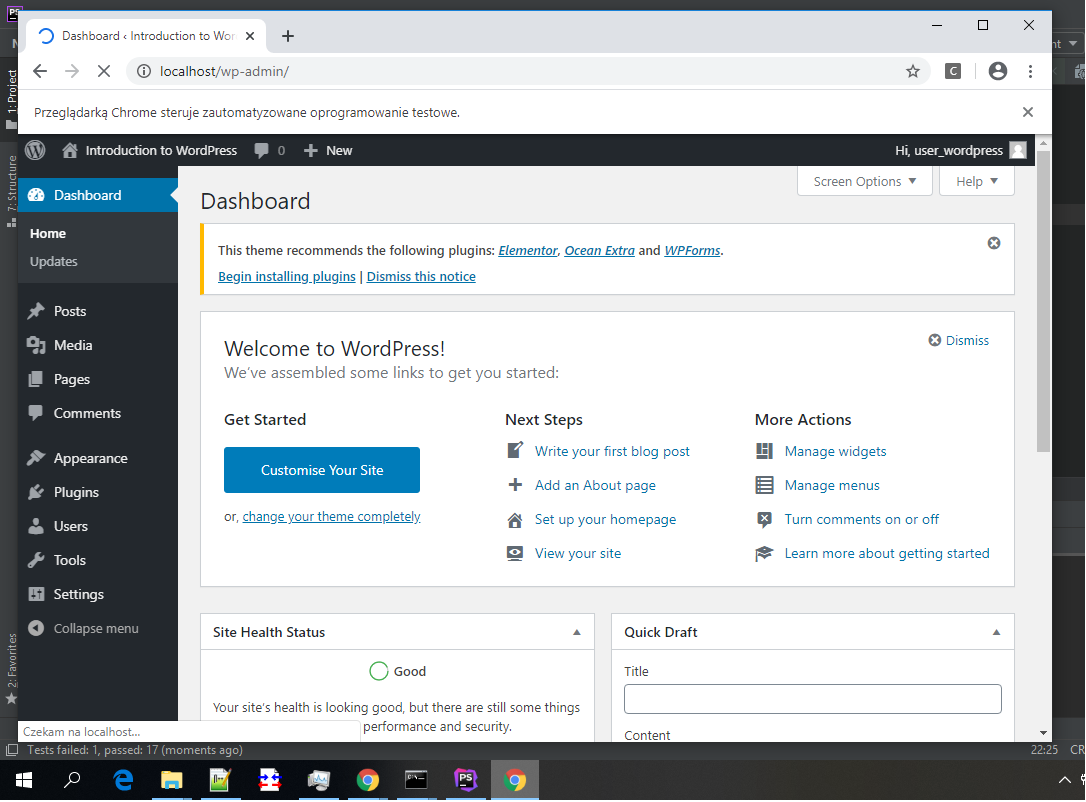 PS
Dashboard ‹ Introduction to Wor
localhost/wp-admin/
C
Przeglądarką Chrome steruje zautomatyzowane oprogramowanie testowe.
1: Project
7: Structure
2: Favorites
Introduction to WordPress
0
New
Hi, user_wordpress
Dashboard
Home
Updates
Posts
Media
Pages
Comments
Appearance
Plugins
Users
Tools
Settings
Collapse menu
Screen Options
Help
Dashboard
This theme recommends the following plugins: Elementor, Ocean Extra and WPForms.
Begin installing plugins | Dismiss this notice
Welcome to WordPress!
Dismiss
We've assembled some links to get you started:
Get Started
Customise Your Site
or, change your theme completely
Next Steps
Write your first blog post
Add an About page
Set up your homepage
View your site
More Actions
Manage widgets
Manage menus
Turn comments on or off
Learn more about getting started
Site Health Status
Good
Your site's health is looking good, but there are still some things
performance and security.
Quick Draft
Title
Content
Czekam na localhost...
Tests failed: 1, passed: 17 (moments ago)
22:25
CR
PS